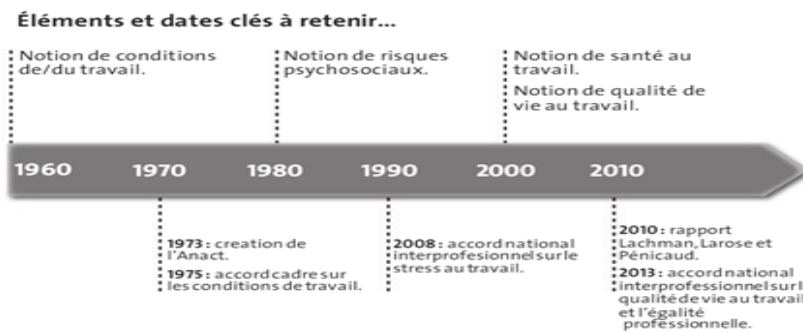 Éléments et dates clés à retenir...
Notion de conditions
de/du travail.
Notion de risques
psychosociaux.
Notion de santé au
travail.
Notion de qualité de
vie au travail.
1960 1970 1980 1990 2000 2010
1973 : creation de
l'Anact.
1975 : accord cadre sur
les conditions de travail.
2008 : accord national
interprofesionnel sur le
stress au travail.
2010 : rapport
Lachman, Larose et
Pénicaud.
2013 : accord national
interprofessionnel sur l
qualité de vie au travail
et l'égalité
professionnelle.